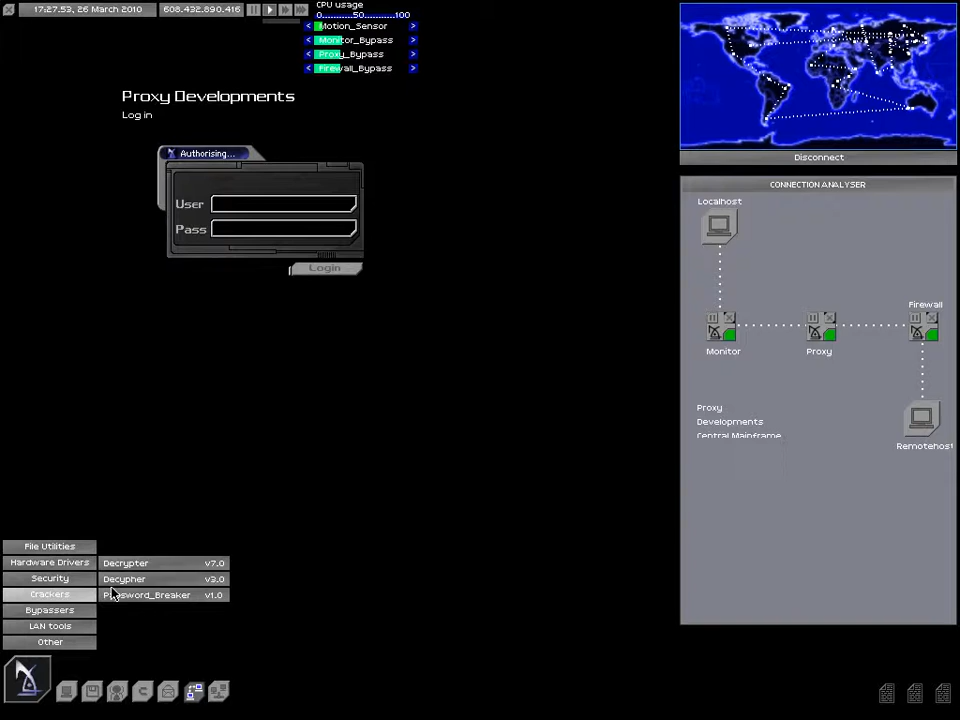 17:27.53, 26 March 2010
608.432.890.416
CPU usage
0..........50..........100
< Motion_Sensor >
< Monitor_Bypass >
< Proxy_Bypass >
< Firewall_Bypass >
Proxy Developments
Log in
Authorising...
User
Pass
Login
Disconnect
CONNECTION ANALYSER
Localhost
Firewall
Monitor
Proxy
Proxy
Developments
Central Mainframe
Remotehost
File Utilities
Hardware Drivers
Security
Crackers
Bypassers
LAN tools
Other
Decrypter v7.0
Decypher v3.0
Password_Breaker v1.0